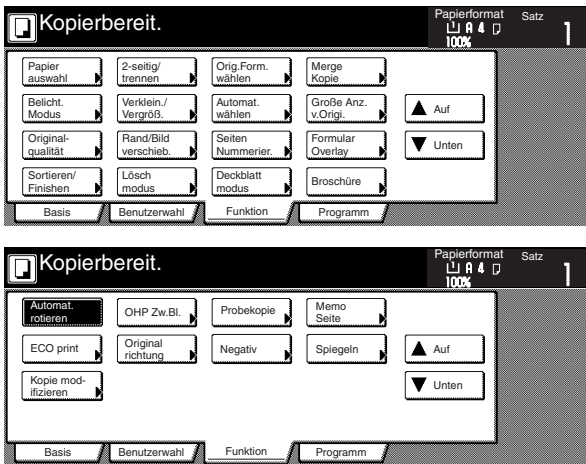 Kopierbereit.
Papierformat Satz
A4
100% 1
Papier auswahl
2-seitig/ trennen
Orig.Form. wählen
Merge Kopie
Belicht. Modus
Verklein./ Vergröß.
Automat. wählen
Große Anz. v.Origi.
Auf
Original- qualität
Rand/Bild verschieb.
Seiten Nummerier.
Formular Overlay
Unten
Sortieren/ Finishen
Lösch modus
Deckblatt modus
Broschüre
Basis Benutzerwahl Funktion Programm
Kopierbereit.
Papierformat Satz
A4
100% 1
Automat. rotieren
OHP Zw.Bl.
Probekopie
Memo Seite
ECO print
Original richtung
Negativ
Spiegeln
Auf
Kopie mod- ifizieren
Unten
Basis Benutzerwahl Funktion Programm